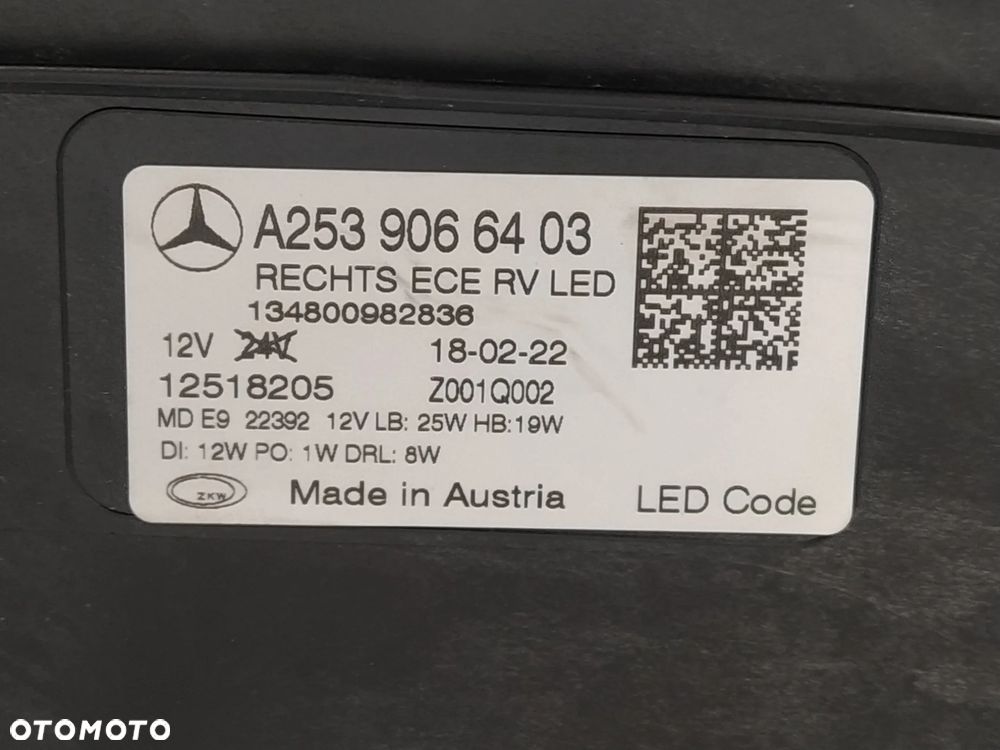 A253 906 64 03
RECHTS ECE RV LED
134800982836
12V 24V 18-02-22
12518205 Z001Q002
MD E9 22392 12V LB: 25W HB:19W
DI: 12W PO: 1W DRL: 8W
ZKW Made in Austria LED Code
OTOMOTO